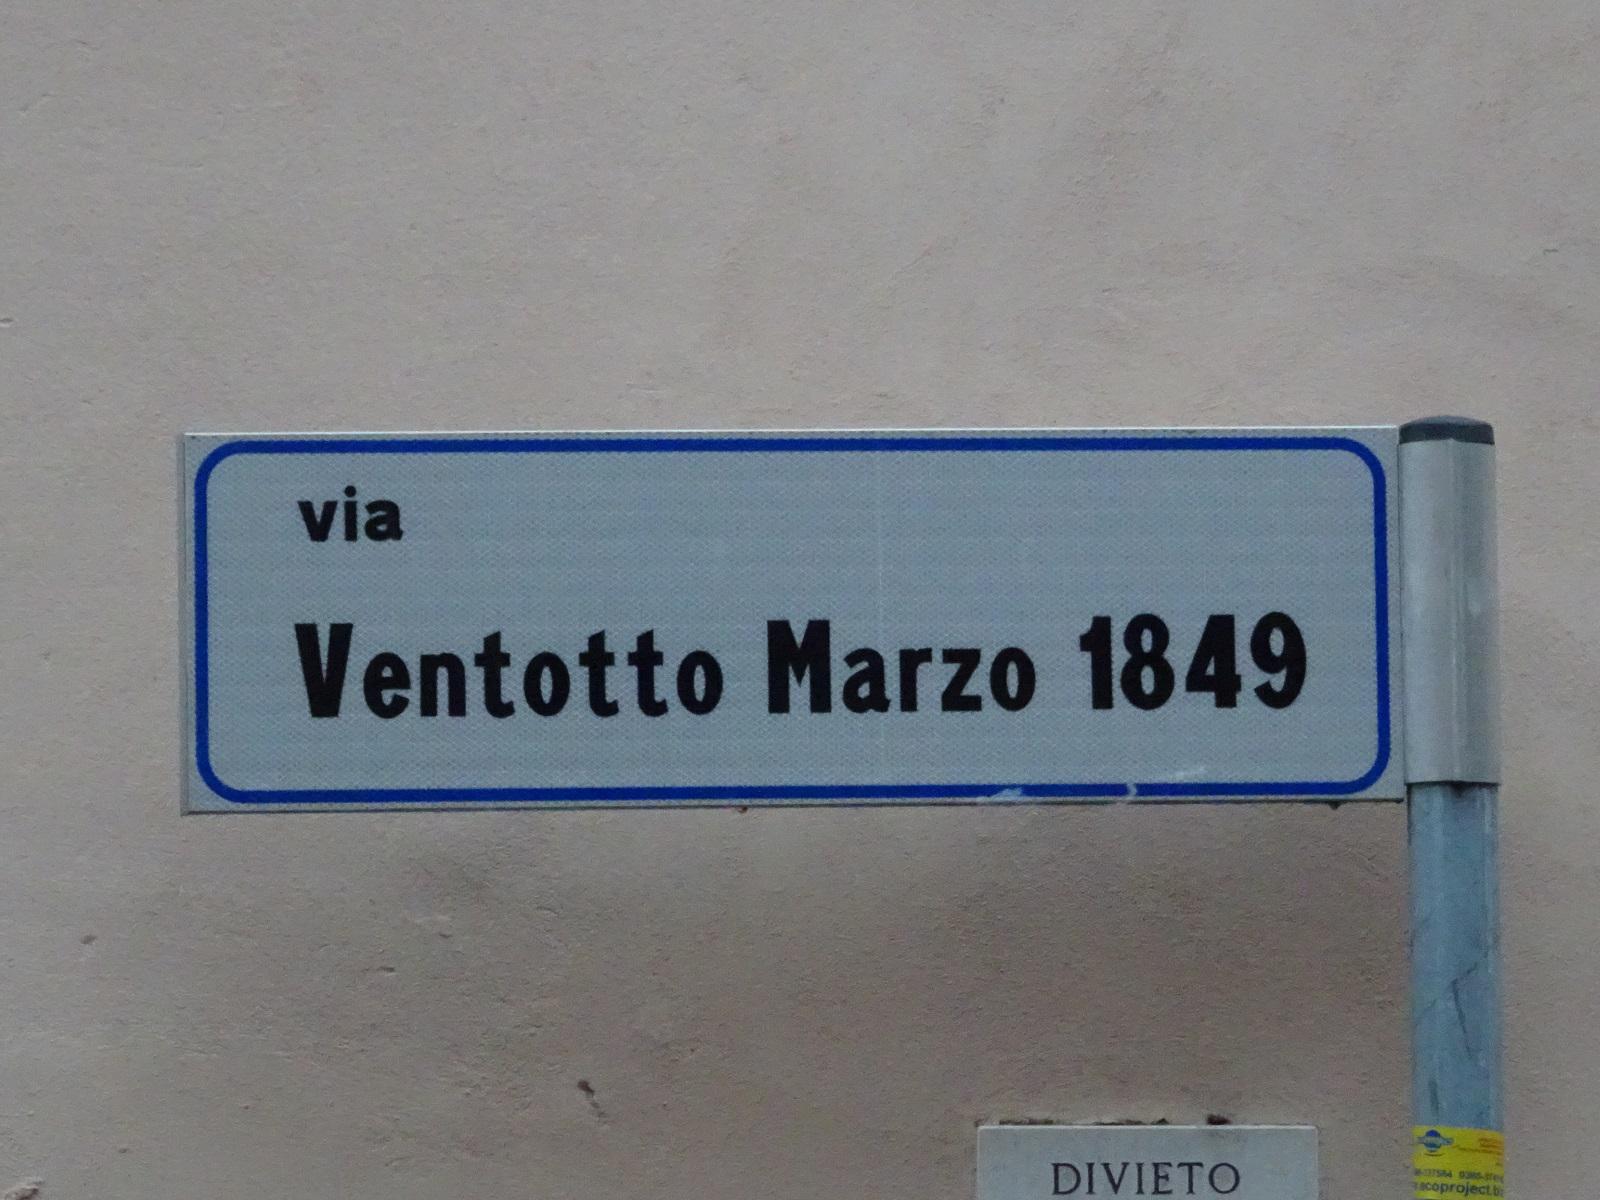 via
Ventotto Marzo 1849
DIVIETO